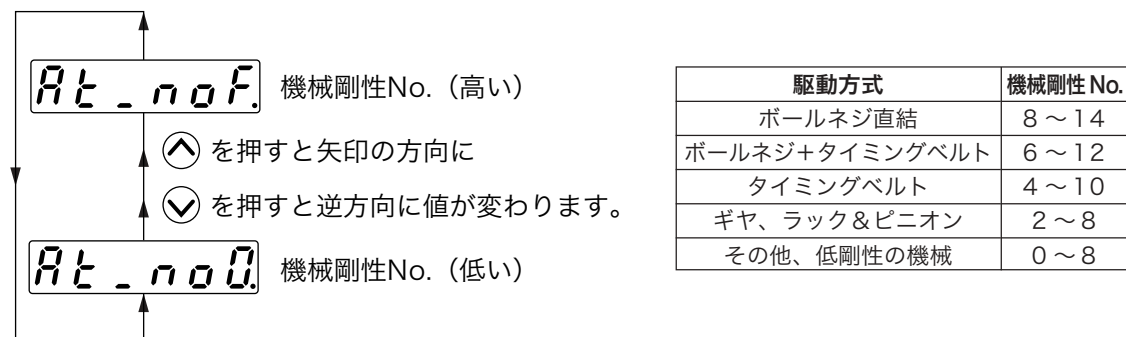 At_noF. 機械剛性No.（高い）
を押すと矢印の方向に
を押すと逆方向に値が変わります。
At_no0. 機械剛性No.（低い）
駆動方式 機械剛性No.
ボールネジ直結 8～14
ボールネジ＋タイミングベルト 6～12
タイミングベルト 4～10
ギヤ、ラック＆ピニオン 2～8
その他、低剛性の機械 0～8